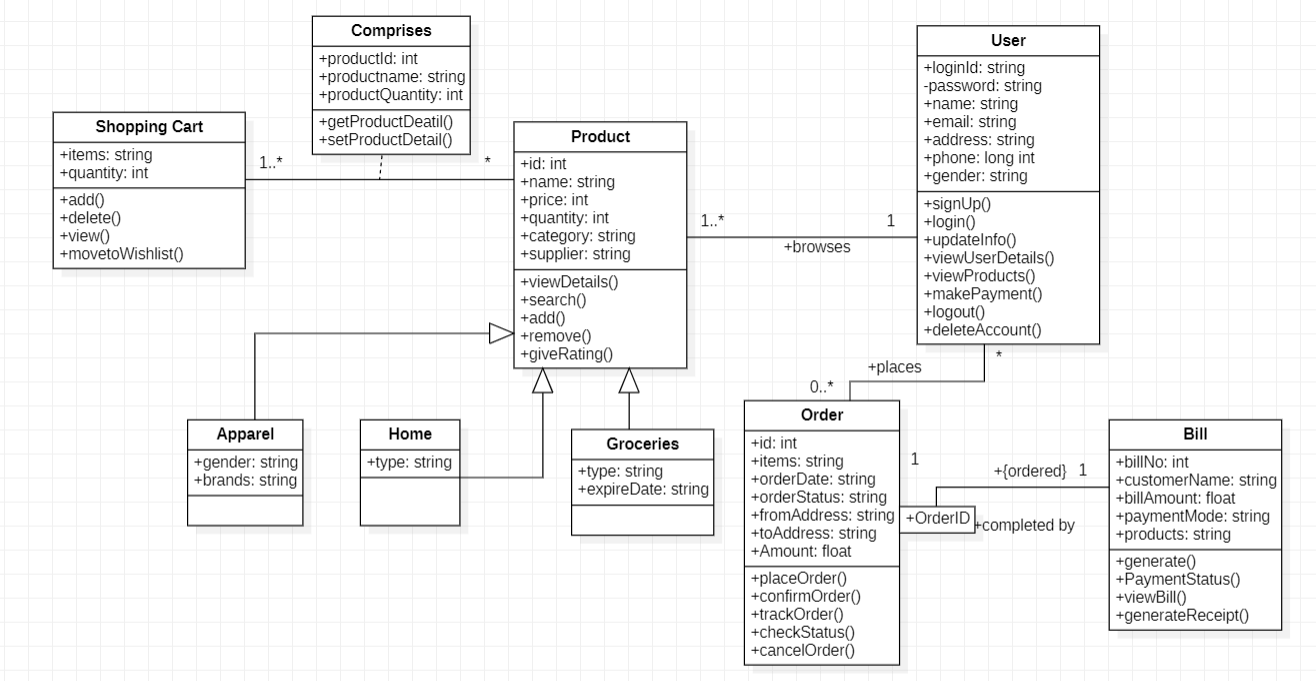 Comprises
+productId: int
+productname: string
+productQuantity: int
+getProductDeatil()
+setProductDetail()
Shopping Cart
+items: string
+quantity: int
+add()
+delete()
+view()
+movetoWishlist()
1..*
*
Product
+id: int
+name: string
+price: int
+quantity: int
+category: string
+supplier: string
+viewDetails()
+search()
+add()
+remove()
+giveRating()
1..*
1
+browses
User
+loginId: string
-password: string
+name: string
+email: string
+address: string
+phone: long int
+gender: string
+signUp()
+login()
+updateInfo()
+viewUserDetails()
+viewProducts()
+makePayment()
+logout()
+deleteAccount()
*
+places
0..*
Apparel
+gender: string
+brands: string
Home
+type: string
Groceries
+type: string
+expireDate: string
Order
+id: int
+items: string
+orderDate: string
+orderStatus: string
+fromAddress: string
+toAddress: string
+Amount: float
+placeOrder()
+confirmOrder()
+trackOrder()
+checkStatus()
+cancelOrder()
1
+{ordered}
1
+OrderID
+completed by
Bill
+billNo: int
+customerName: string
+billAmount: float
+paymentMode: string
+products: string
+generate()
+PaymentStatus()
+viewBill()
+generateReceipt()